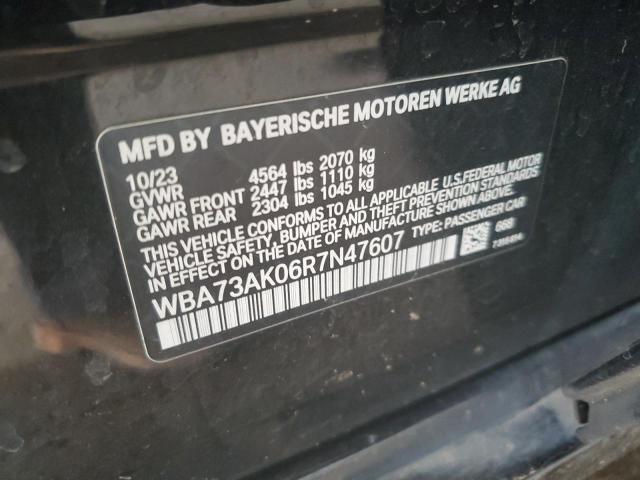 MFD BY BAYERISCHE MOTOREN WERKE AG
10/23
GVWR 4564 lbs 2070 kg
GAWR FRONT 2447 lbs 1110 kg
GAWR REAR 2304 lbs 1045 kg
THIS VEHICLE CONFORMS TO ALL APPLICABLE U.S. FEDERAL MOTOR
VEHICLE SAFETY, BUMPER AND THEFT PREVENTION STANDARDS
IN EFFECT ON THE DATE OF MANUFACTURE SHOWN ABOVE.
WBA73AK06R7N47607 TYPE: PASSENGER CAR
668